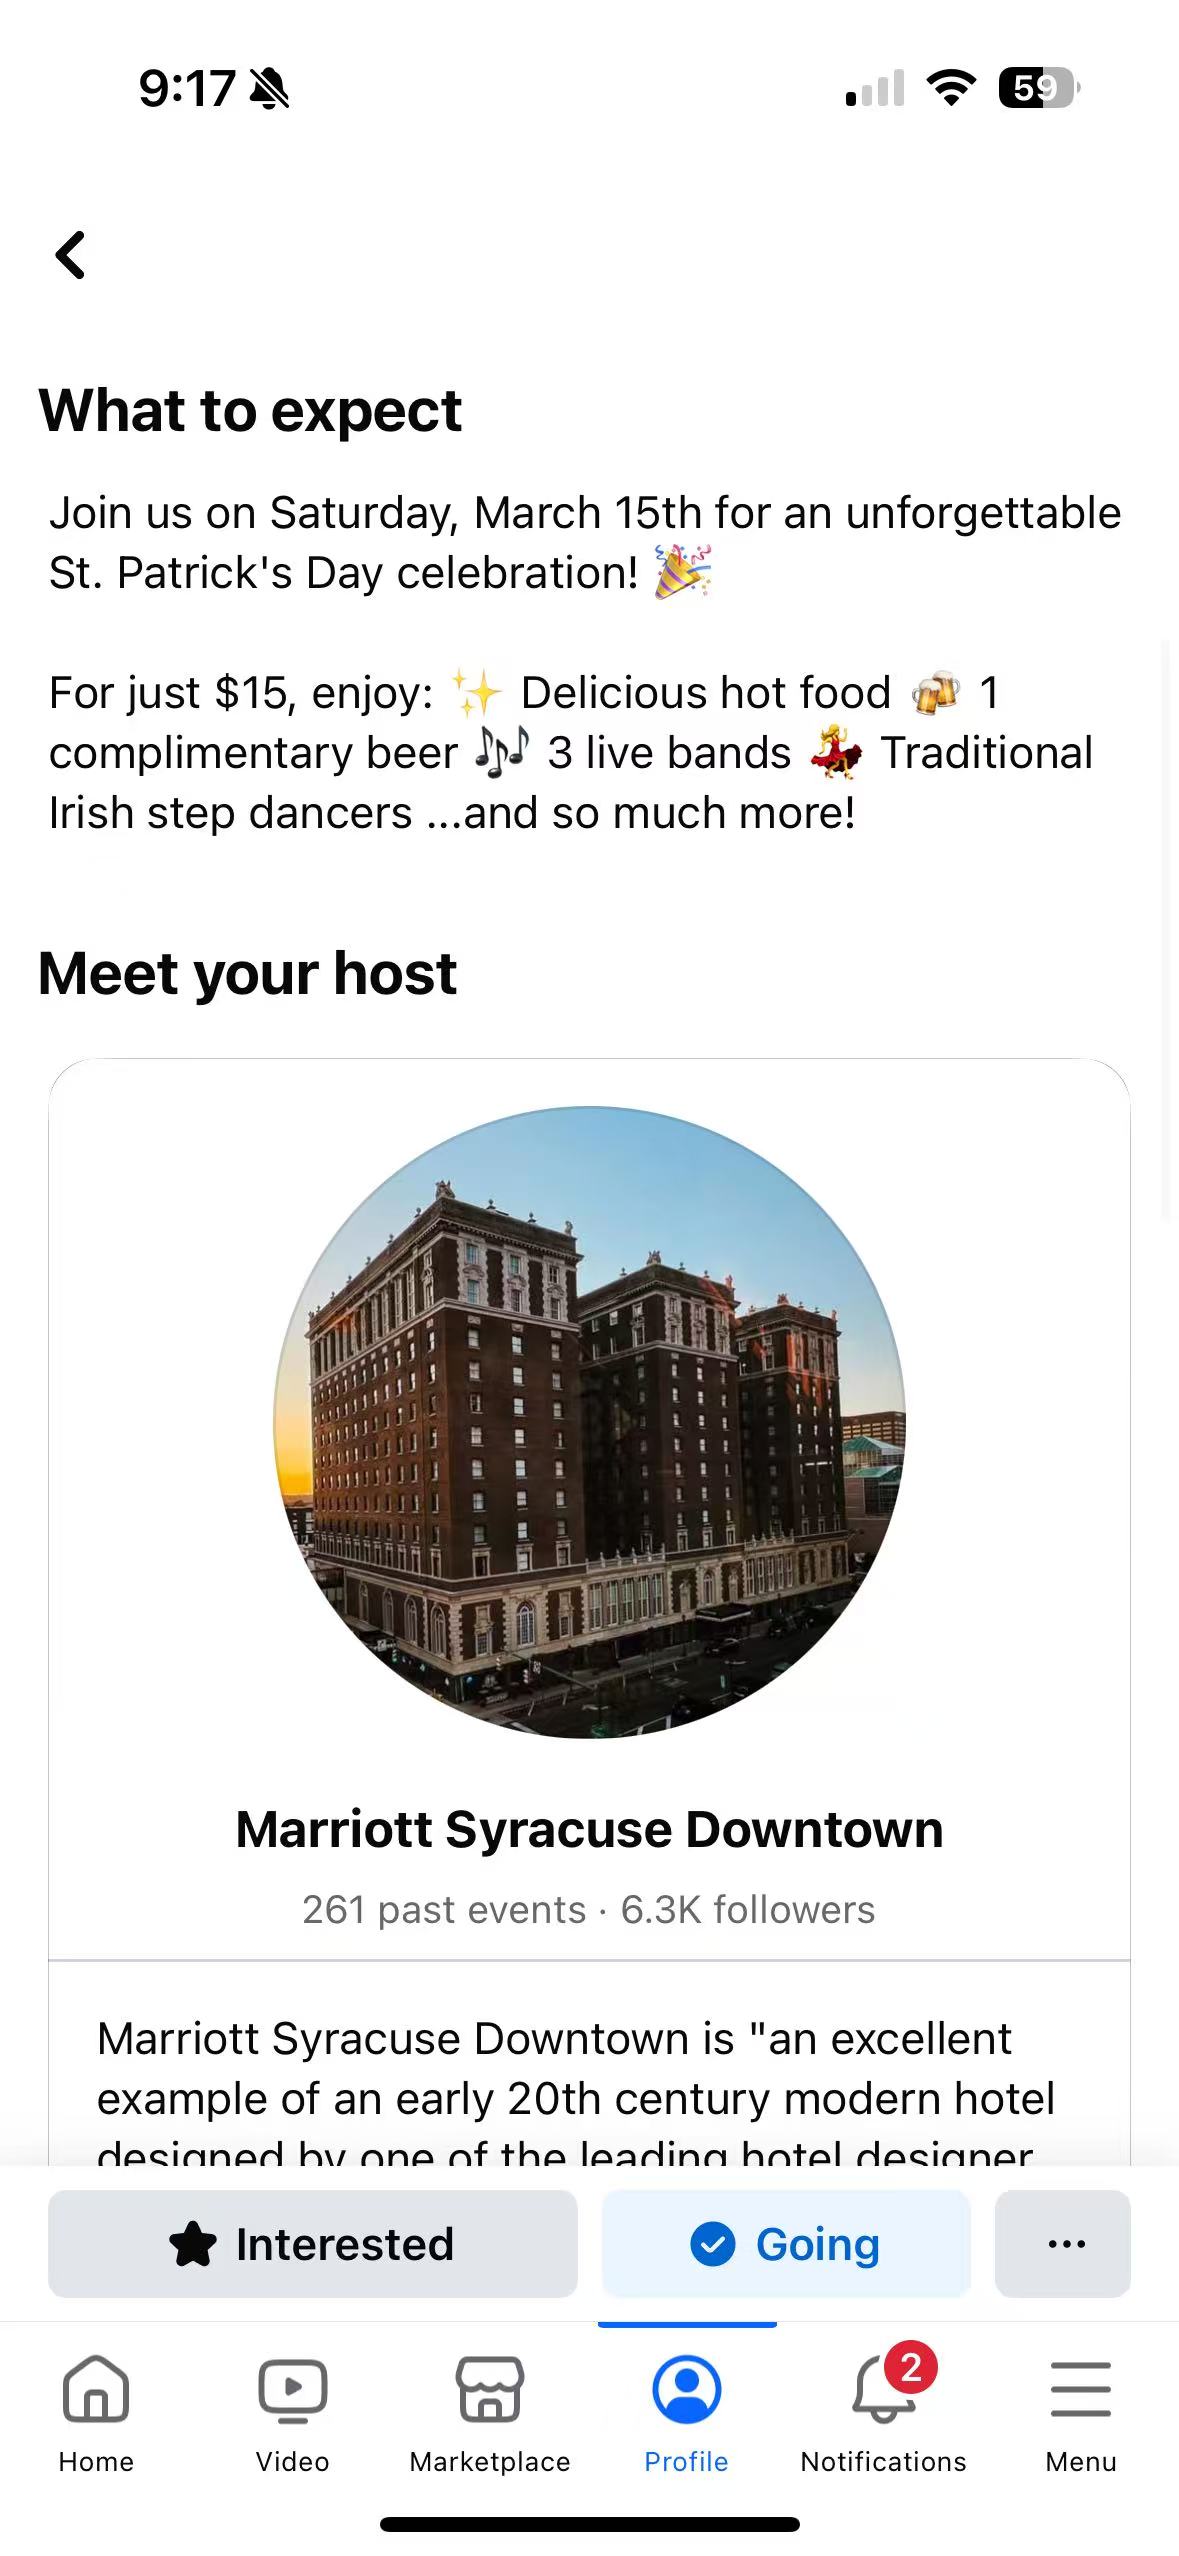 9:17
59
What to expect
Join us on Saturday, March 15th for an unforgettable
St. Patrick's Day celebration! 🎉
For just $15, enjoy: ✨ Delicious hot food 🍻 1
complimentary beer 🎶 3 live bands 💃 Traditional
Irish step dancers ...and so much more!
Meet your host
Marriott Syracuse Downtown
261 past events · 6.3K followers
Marriott Syracuse Downtown is "an excellent
example of an early 20th century modern hotel
designed by one of the leading hotel designer
Interested
Going
2
Home
Video
Marketplace
Profile
Notifications
Menu